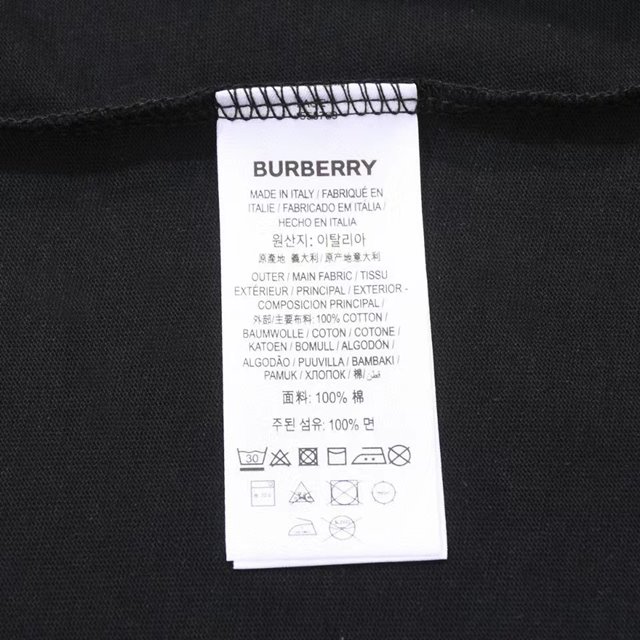 BURBERRY
MADE IN ITALY / FABRIQUÉ EN
ITALIE / FABRICADO EM ITÁLIA /
HECHO EN ITALIA
원산지: 이탈리아
原產地 義大利 / 原产地意大利
OUTER / MAIN FABRIC / TISSU
EXTÉRIEUR / PRINCIPAL / EXTERIOR -
COMPOSICION PRINCIPAL /
外部/主要布料: 100% COTTON /
BAUMWOLLE / COTON / COTONE /
KATOEN / BOMULL / ALGODÓN /
ALGODÃO / PUUVILLA / BAMBAKI /
PAMUK / ХЛОПОК / 棉/ قطن
面料: 100% 棉
주된 섬유: 100% 면
30